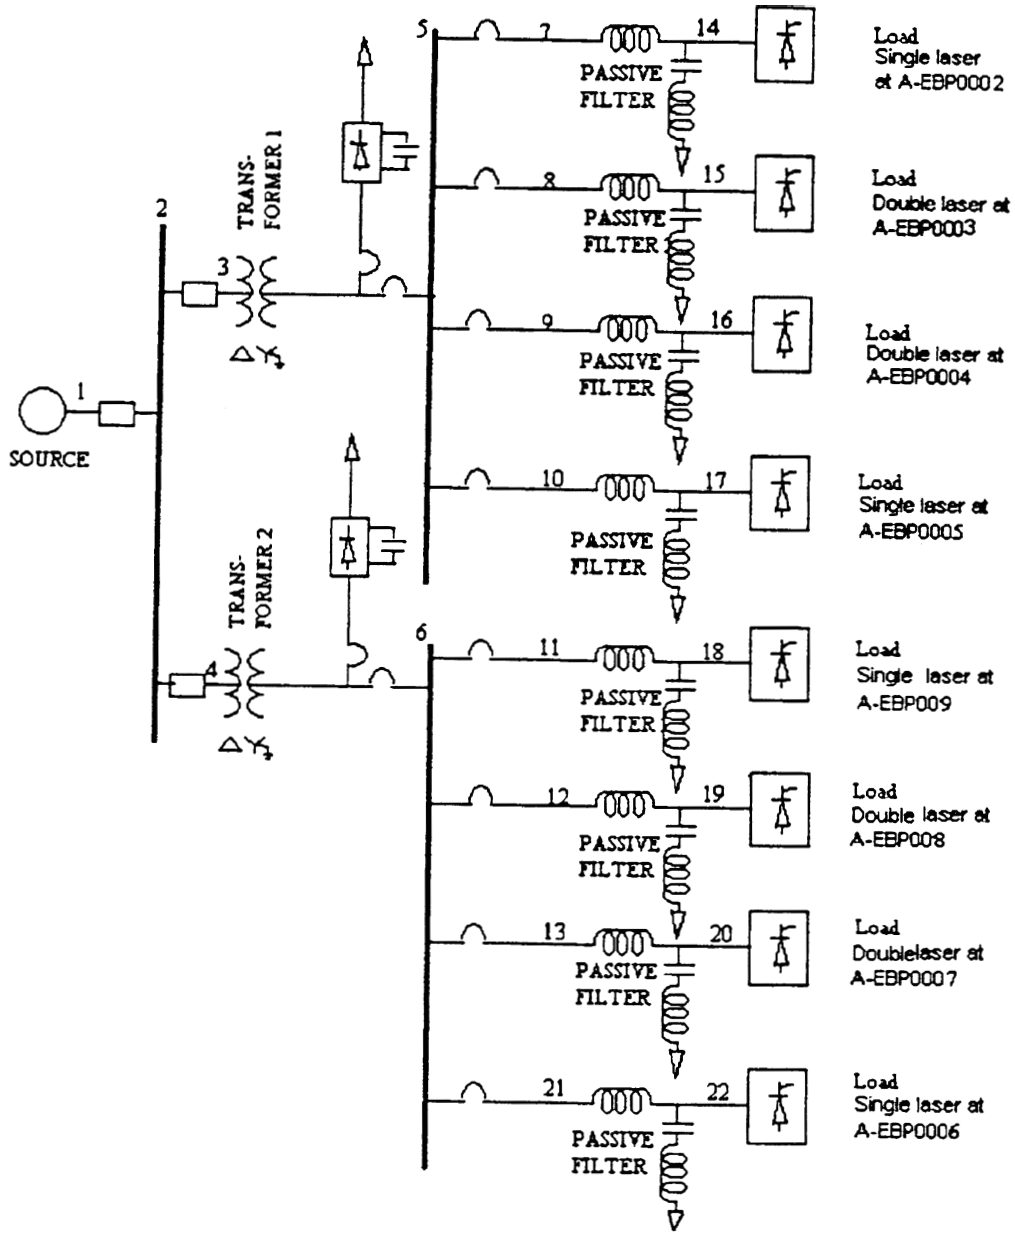 5
7
14
PASSIVE
FILTER
Load
Single laser
at A-EBP0002
TRANS-
FORMER 1
8
15
PASSIVE
FILTER
Load
Double laser at
A-EBP0003
2
3
9
16
PASSIVE
FILTER
Load
Double laser at
A-EBP0004
1
SOURCE
10
17
PASSIVE
FILTER
Load
Single laser at
A-EBP0005
TRANS-
FORMER 2
4
6
11
18
PASSIVE
FILTER
Load
Single laser at
A-EBP009
12
19
PASSIVE
FILTER
Load
Double laser at
A-EBP008
13
20
PASSIVE
FILTER
Load
Doublelaser at
A-EBP0007
21
22
PASSIVE
FILTER
Load
Single laser at
A-EBP0006